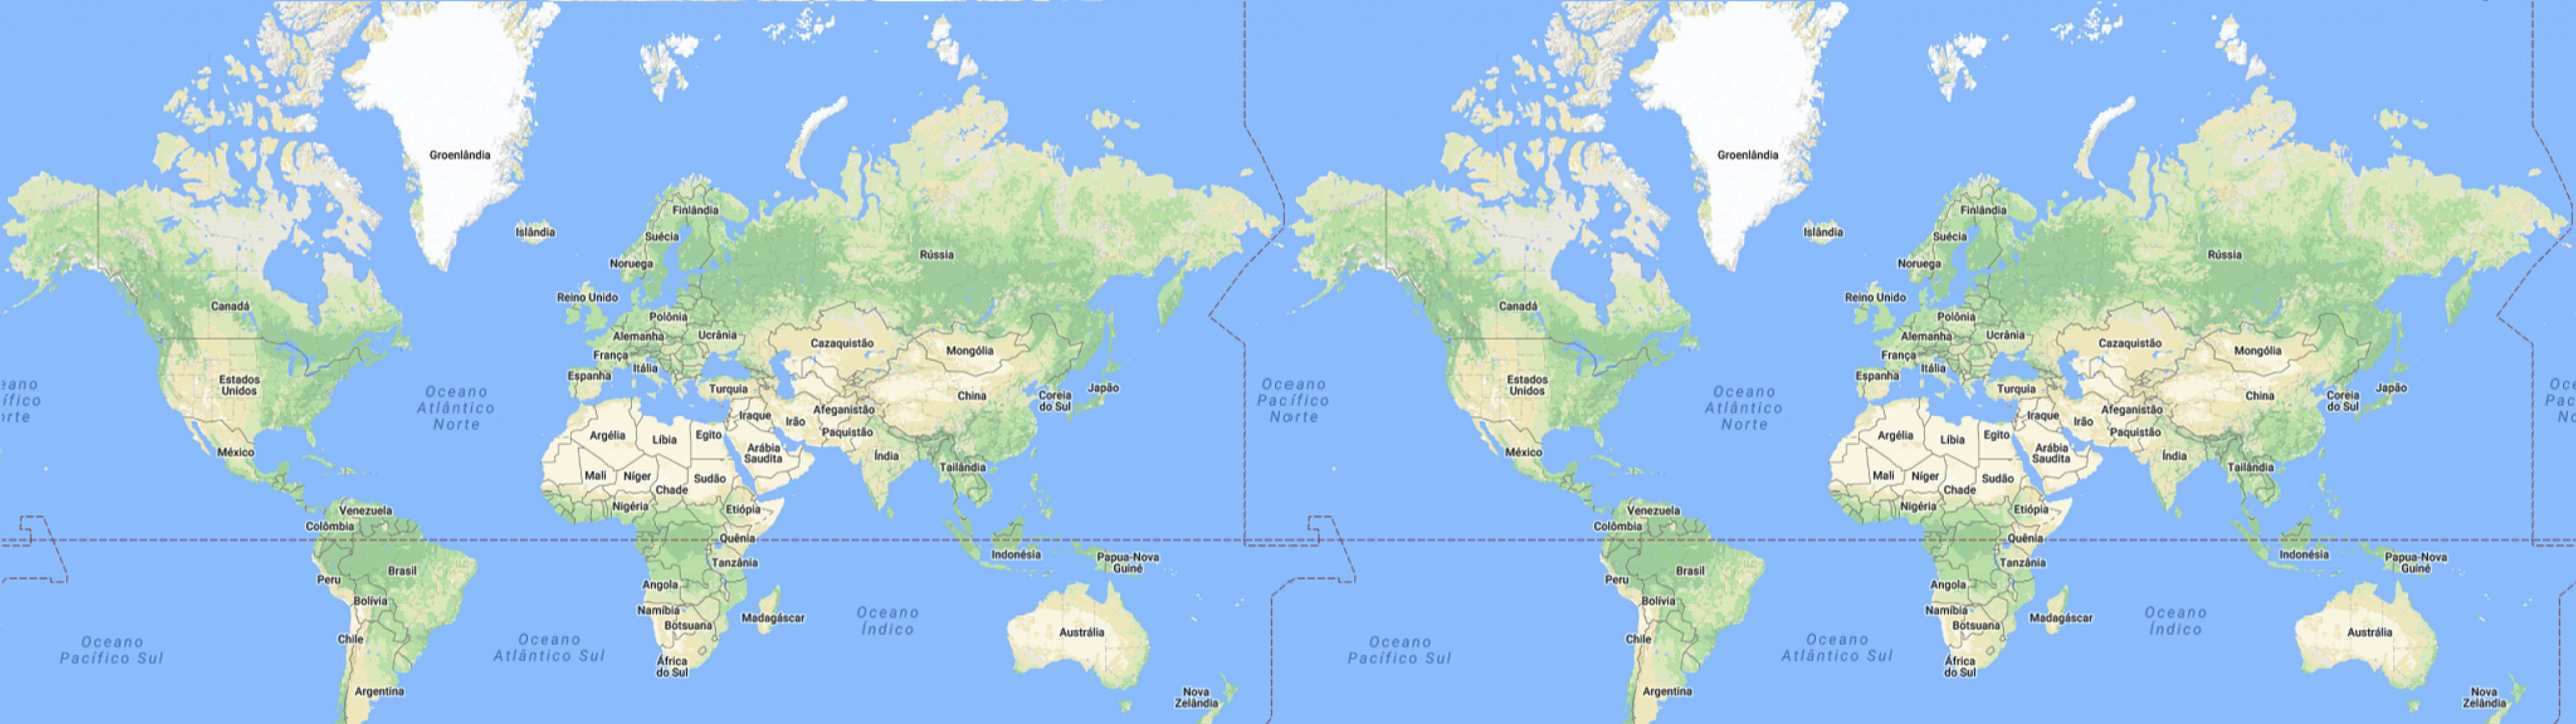 Groenlândia
Groenlândia
Finlândia
Finlândia
Islândia
Islândia
Suécia
Suécia
Rússia
Rússia
Noruega
Noruega
Reino Unido
Reino Unido
Canadá
Canadá
Polônia
Polônia
Alemanha
Ucrânia
Alemanha
Ucrânia
Cazaquistão
Cazaquistão
Mongólia
Mongólia
França
França
Itália
Itália
Espanha
Espanha
Estados
Unidos
Estados
Unidos
Turquia
Turquia
Japão
Japão
Oceano
Atlântico
Norte
Oceano
Pacífico
Norte
Oceano
Atlântico
Norte
China
China
Coreia
do Sul
Coreia
do Sul
Afeganistão
Afeganistão
Iraque
Iraque
Irão
Irão
Paquistão
Paquistão
Argélia
Líbia
Egito
Argélia
Líbia
Egito
México
México
Arábia
Saudita
Arábia
Saudita
Índia
Índia
Tailândia
Tailândia
Mali
Níger
Sudão
Mali
Níger
Sudão
Chade
Chade
Nigéria
Etiópia
Nigéria
Etiópia
Venezuela
Venezuela
Colômbia
Colômbia
Quênia
Quênia
Indonésia
Indonésia
Papua-Nova
Guiné
Papua-Nova
Guiné
Tanzânia
Tanzânia
Brasil
Brasil
Peru
Peru
Angola
Angola
Bolívia
Bolívia
Namíbia
Namíbia
Botsuana
Botsuana
Madagáscar
Madagáscar
Oceano
Índico
Oceano
Índico
Austrália
Austrália
Chile
Chile
Oceano
Pacífico Sul
Oceano
Atlântico Sul
Oceano
Pacífico Sul
Oceano
Atlântico Sul
África
do Sul
África
do Sul
Argentina
Argentina
Nova
Zelândia
Nova
Zelândia